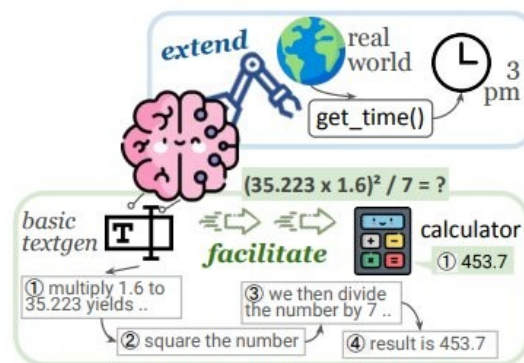 extend
real
world
3
pm
get_time()
(35.223 x 1.6)² / 7 = ?
basic
textgen
T
facilitate
calculator
① 453.7
① multiply 1.6 to
35.223 yields ..
② square the number
③ we then divide
the number by 7 ..
④ result is 453.7